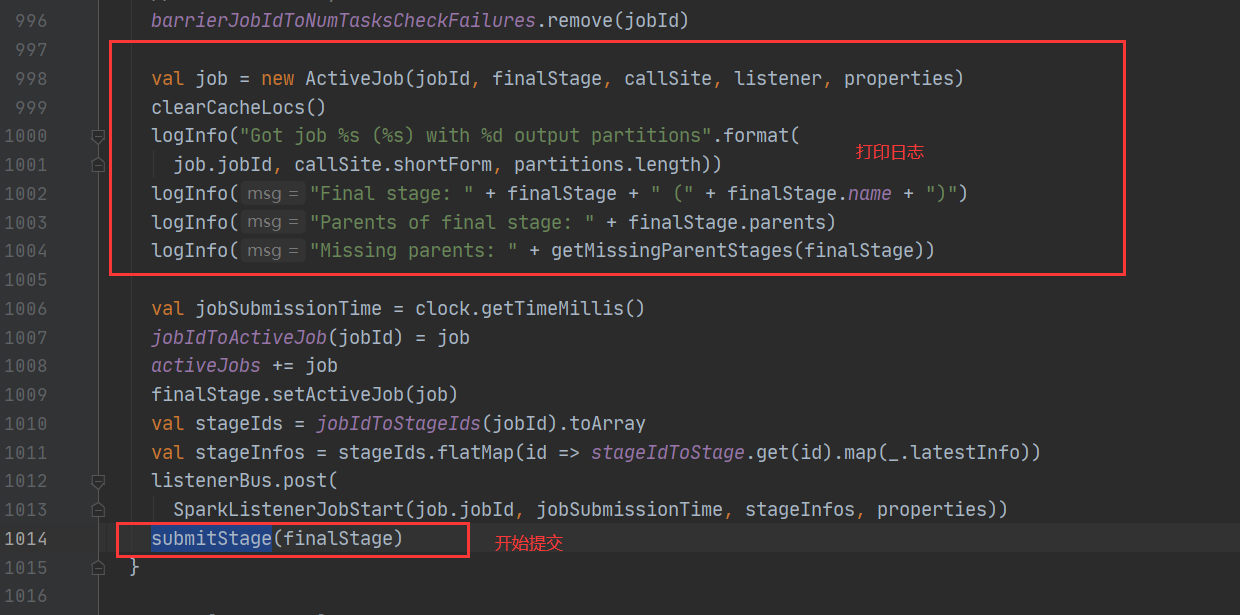 996 barrierJobIdToNumTasksCheckFailures.remove(jobId)
997
998 val job = new ActiveJob(jobId, finalStage, callSite, listener, properties)
999 clearCacheLocs()
1000 logInfo("Got job %s (%s) with %d output partitions".format(
打印日志
1001 job.jobId, callSite.shortForm, partitions.length))
1002 logInfo( msg = "Final stage: " + finalStage + " (" + finalStage.name + ")")
1003 logInfo( msg = "Parents of final stage: " + finalStage.parents)
1004 logInfo( msg = "Missing parents: " + getMissingParentStages(finalStage))
1005
1006 val jobSubmissionTime = clock.getTimeMillis()
1007 jobIdToActiveJob(jobId) = job
1008 activeJobs += job
1009 finalStage.setActiveJob(job)
1010 val stageIds = jobIdToStageIds(jobId).toArray
1011 val stageInfos = stageIds.flatMap(id => stageIdToStage.get(id).map(_.latestInfo))
1012 listenerBus.post(
1013 SparkListenerJobStart(job.jobId, jobSubmissionTime, stageInfos, properties))
1014 submitStage(finalStage) 开始提交
1015 }
1016